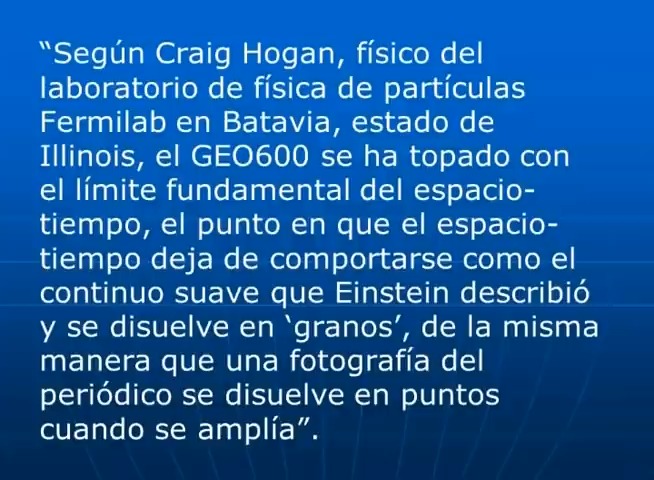 “Según Craig Hogan, físico del
laboratorio de física de partículas
Fermilab en Batavia, estado de
Illinois, el GEO600 se ha topado con
el límite fundamental del espacio-
tiempo, el punto en que el espacio-
tiempo deja de comportarse como el
continuo suave que Einstein describió
y se disuelve en ‘granos’, de la misma
manera que una fotografía del
periódico se disuelve en puntos
cuando se amplía”.